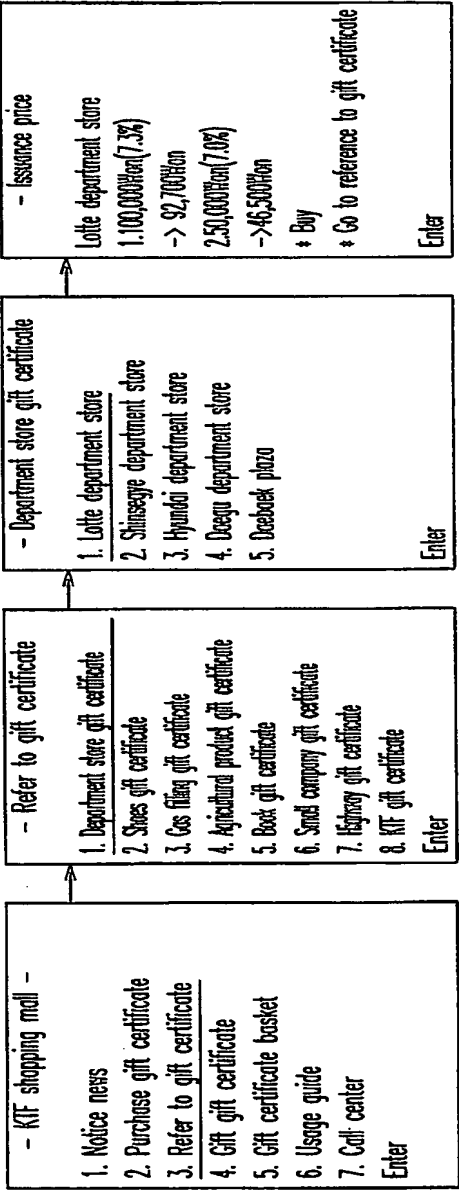 - KTF shopping mall -
1. Notice news
2. Purchase gift certificate
3. Refer to gift certificate
4. Gift gift certificate
5. Gift certificate basket
6. Usage guide
7. Call center
Enter
- Refer to gift certificate
1. Department store gift certificate
2. Shoes gift certificate
3. Gas filling gift certificate
4. Agricultural product gift certificate
5. Book gift certificate
6. Small company gift certificate
7. Highway gift certificate
8. KTF gift certificate
Enter
- Department store gift certificate
1. Lotte department store
2. Shinsegye department store
3. Hyundai department store
4. Daegu department store
5. Daebaek plaza
Enter
- Issuance price
Lotte department store
1.100,000Won(7.3%)
-> 92,700Won
2.50,000Won(7.0%)
->46,500Won
* Buy
* Go to reference to gift certificate
Enter